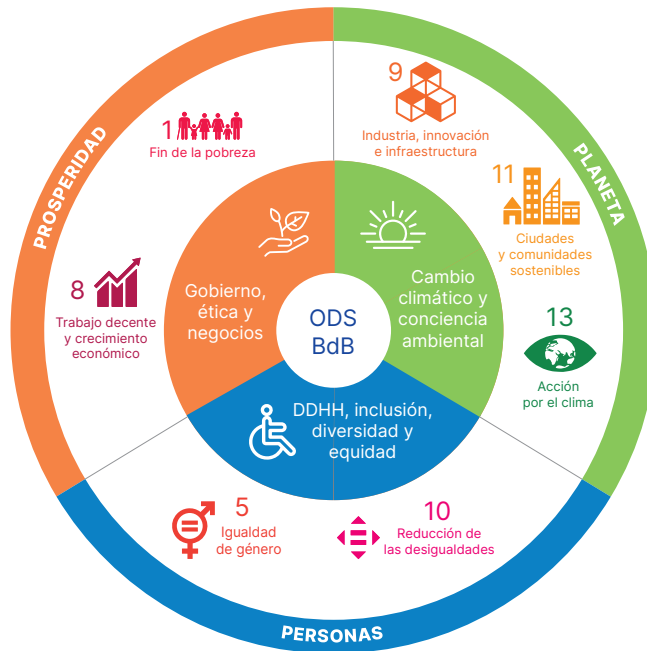 PROSPERIDAD
1
Fin de la pobreza
8
Trabajo decente
y crecimiento
económico
Gobierno,
ética y
negocios
PLANETA
9
Industria, innovación
e infraestructura
11
Ciudades
y comunidades
sostenibles
13
Acción
por el clima
Cambio
climático y
conciencia
ambiental
ODS
BdB
DDHH, inclusión,
diversidad y
equidad
5
Igualdad
de género
10
Reducción de
las desigualdades
PERSONAS